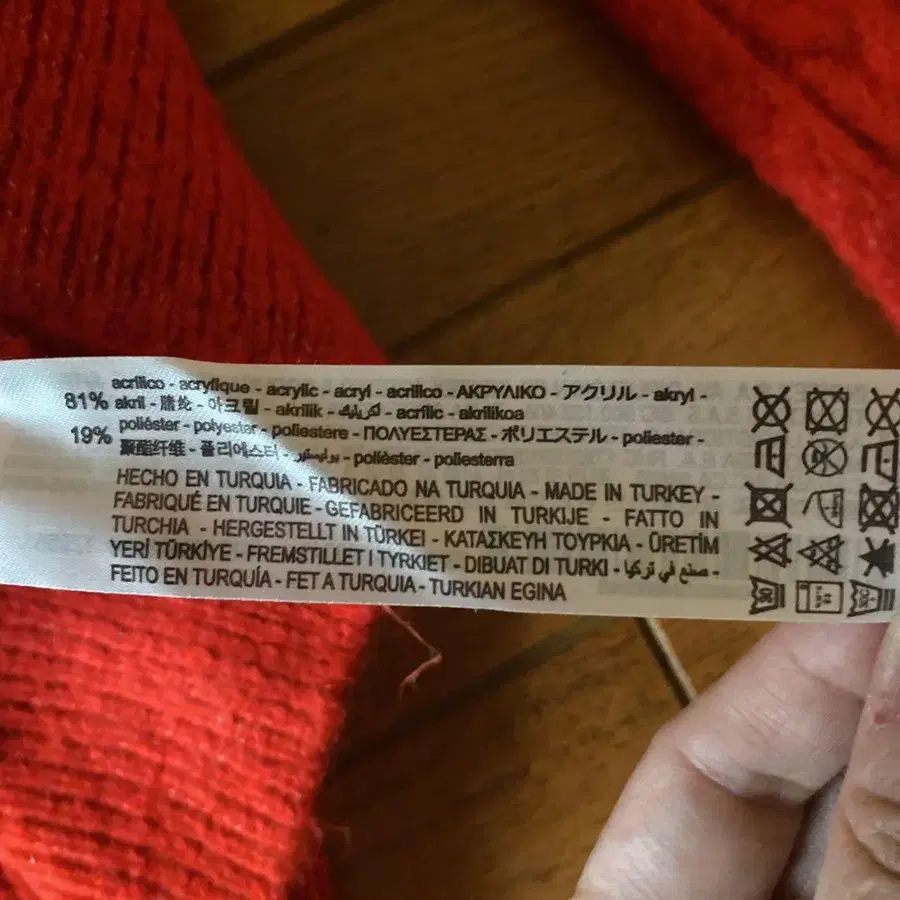 acrílico - acrylique - acrylic - acryl - acrilico - ΑΚΡΥΛΙΚΟ - アクリル - akryl -
81% akril - 腈纶 - 아크릴 - akrilik - اكريليك - acrílic - akrilikoa
19% poliéster - polyester - poliestere - ΠΟΛΥΕΣΤΕΡΑΣ - ポリエステル - poliester -
聚酯纤维 - 폴리에스터 - بوليستور - polièster - poliesterra
HECHO EN TURQUIA - FABRICADO NA TURQUIA - MADE IN TURKEY -
FABRIQUÉ EN TURQUIE - GEFABRICEERD IN TURKIJE - FATTO IN
TURCHIA - HERGESTELLT IN TÜRKEI - ΚΑΤΑΣΚΕΥΗ ΤΟΥΡΚΙΑ - ÜRETİM
YERİ TÜRKİYE - FREMSTILLET I TYRKIET - DIBUAT DI TURKI - صنع في تركيا -
FEITO EN TURQUÍA - FET A TURQUIA - TURKIAN EGINA